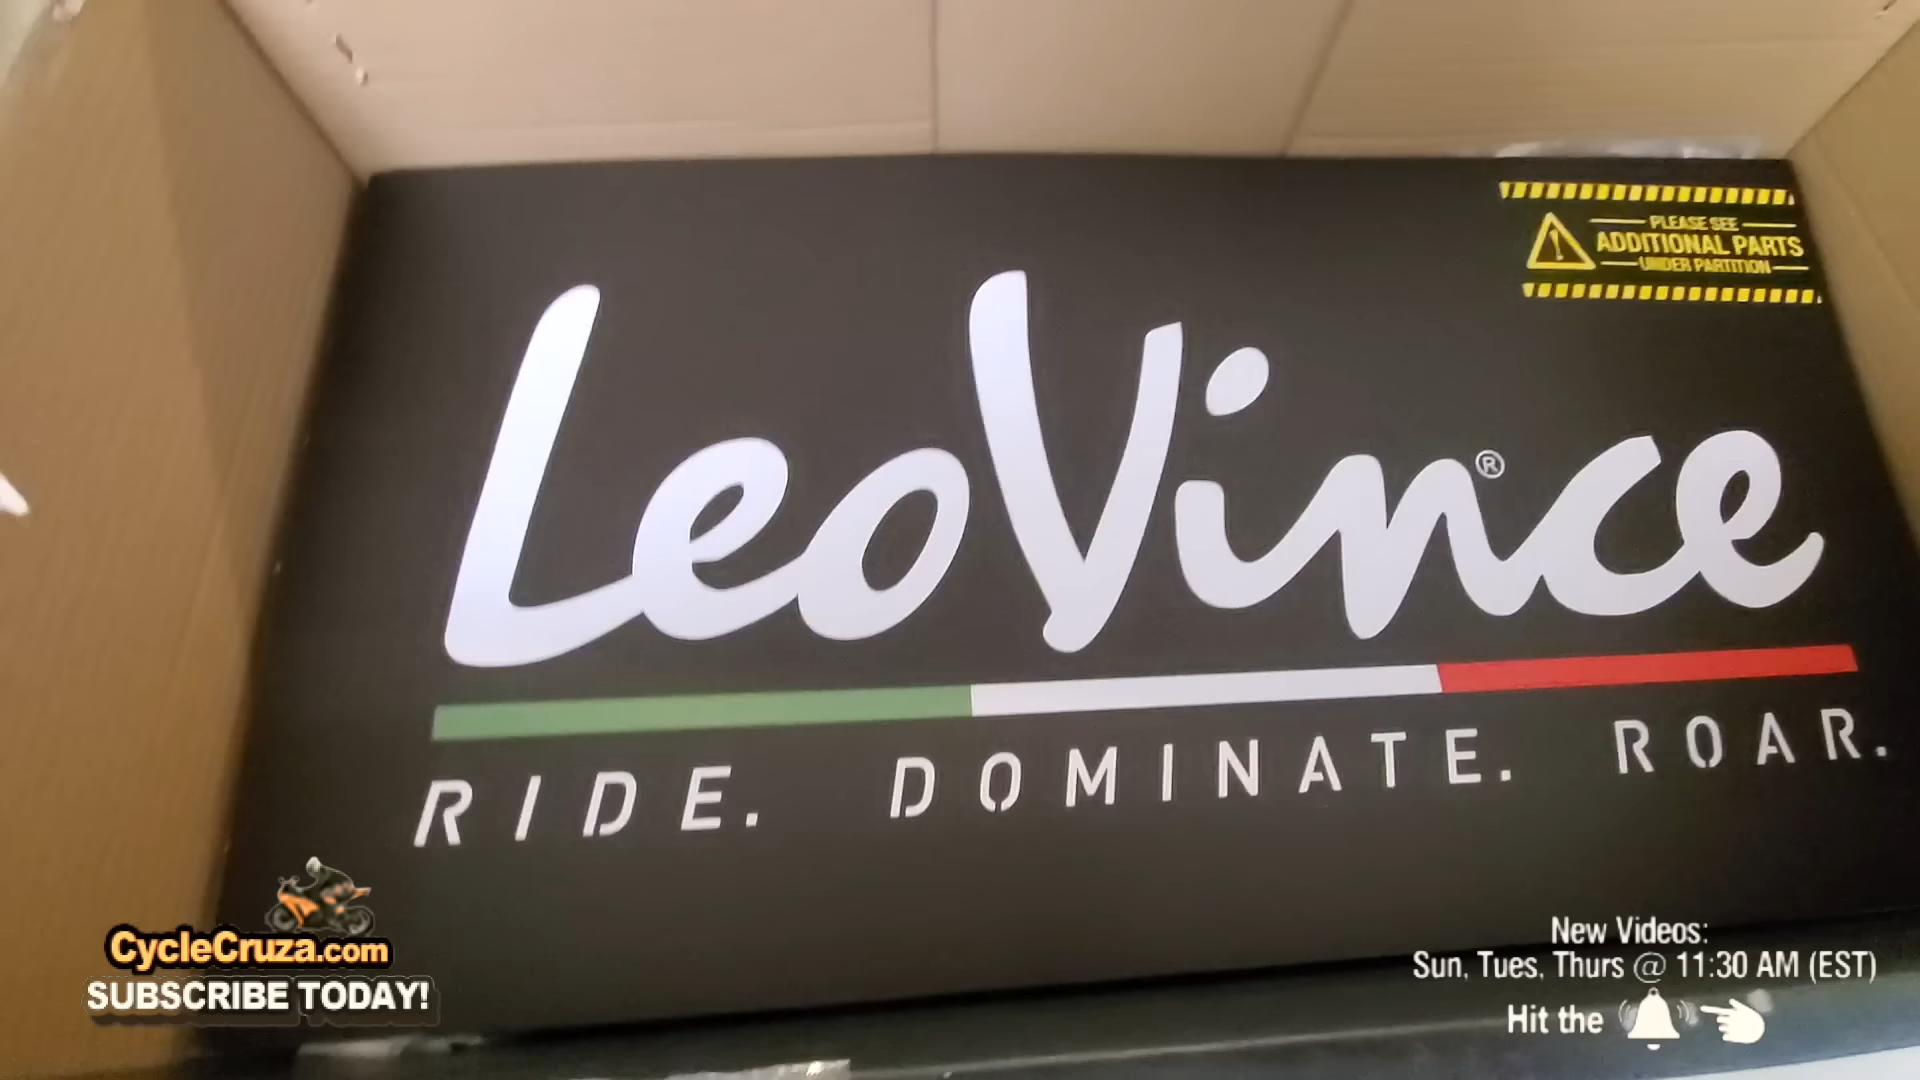 PLEASE SEE
ADDITIONAL PARTS
UNDER PARTITION
LeoVince®
RIDE. DOMINATE. ROAR.
CycleCruza.com
SUBSCRIBE TODAY!
New Videos:
Sun, Tues, Thurs @ 11:30 AM (EST)
Hit the